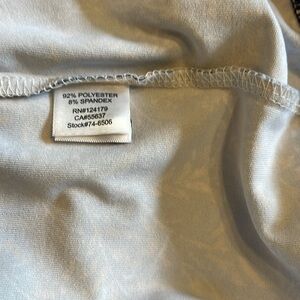 92% POLYESTER
8% SPANDEX
RN#124179
CA#55637
Stock#74-6506